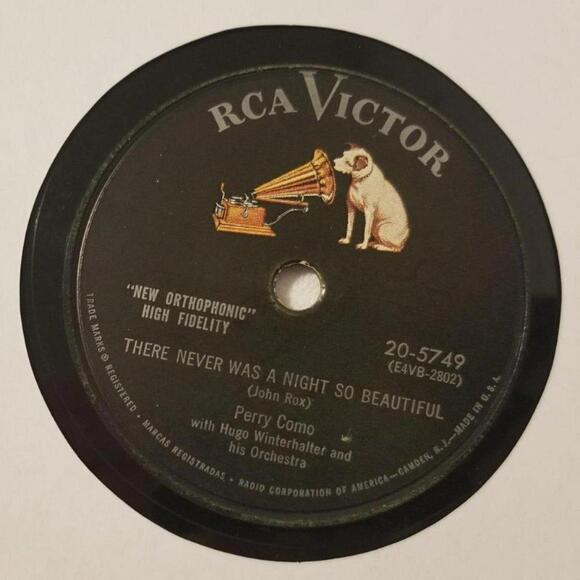 RCA VICTOR
"NEW ORTHOPHONIC"
HIGH FIDELITY
20-5749
(E4VB-2802)
THERE NEVER WAS A NIGHT SO BEAUTIFUL
(John Rox)
Perry Como
with Hugo Winterhalter and
his Orchestra
TRADE MARKS ® REGISTERED • MARCAS REGISTRADAS • RADIO CORPORATION OF AMERICA—CAMDEN, N. J.—MADE IN U. S. A.